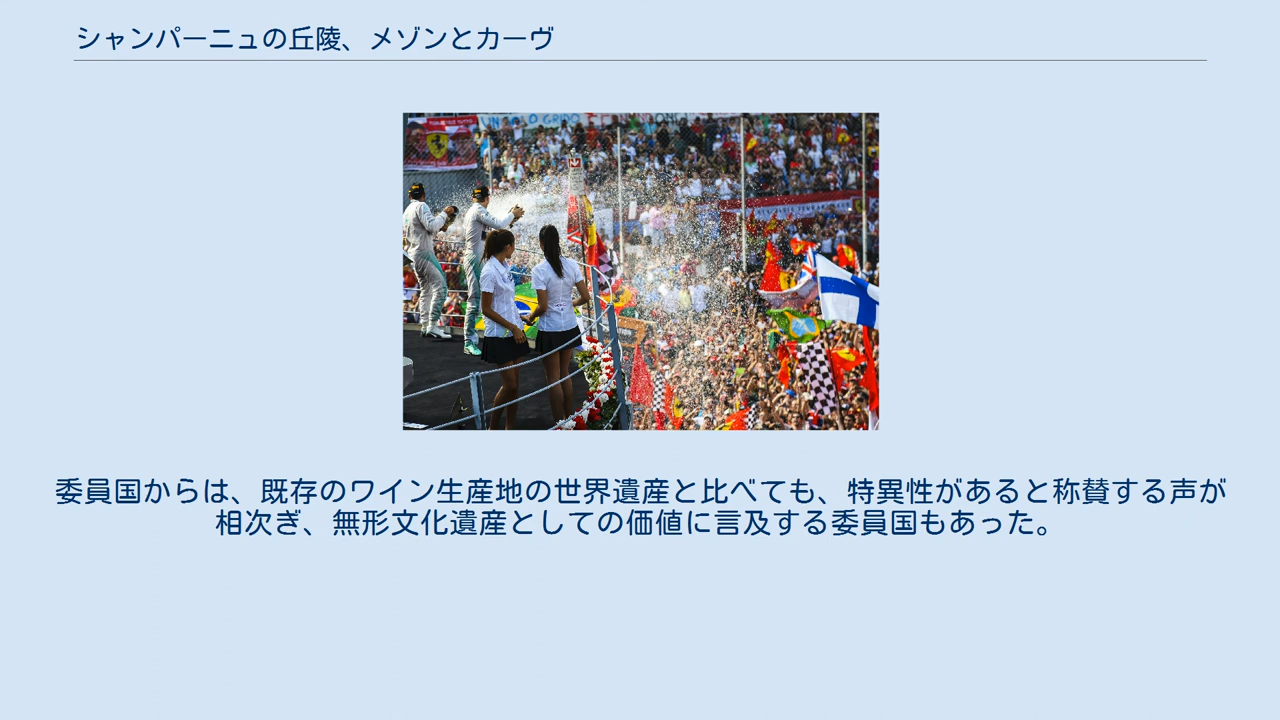 シャンパーニュの丘陵、メゾンとカーヴ
委員国からは、既存のワイン生産地の世界遺産と比べても、特異性があると称賛する声が
相次ぎ、無形文化遺産としての価値に言及する委員国もあった。